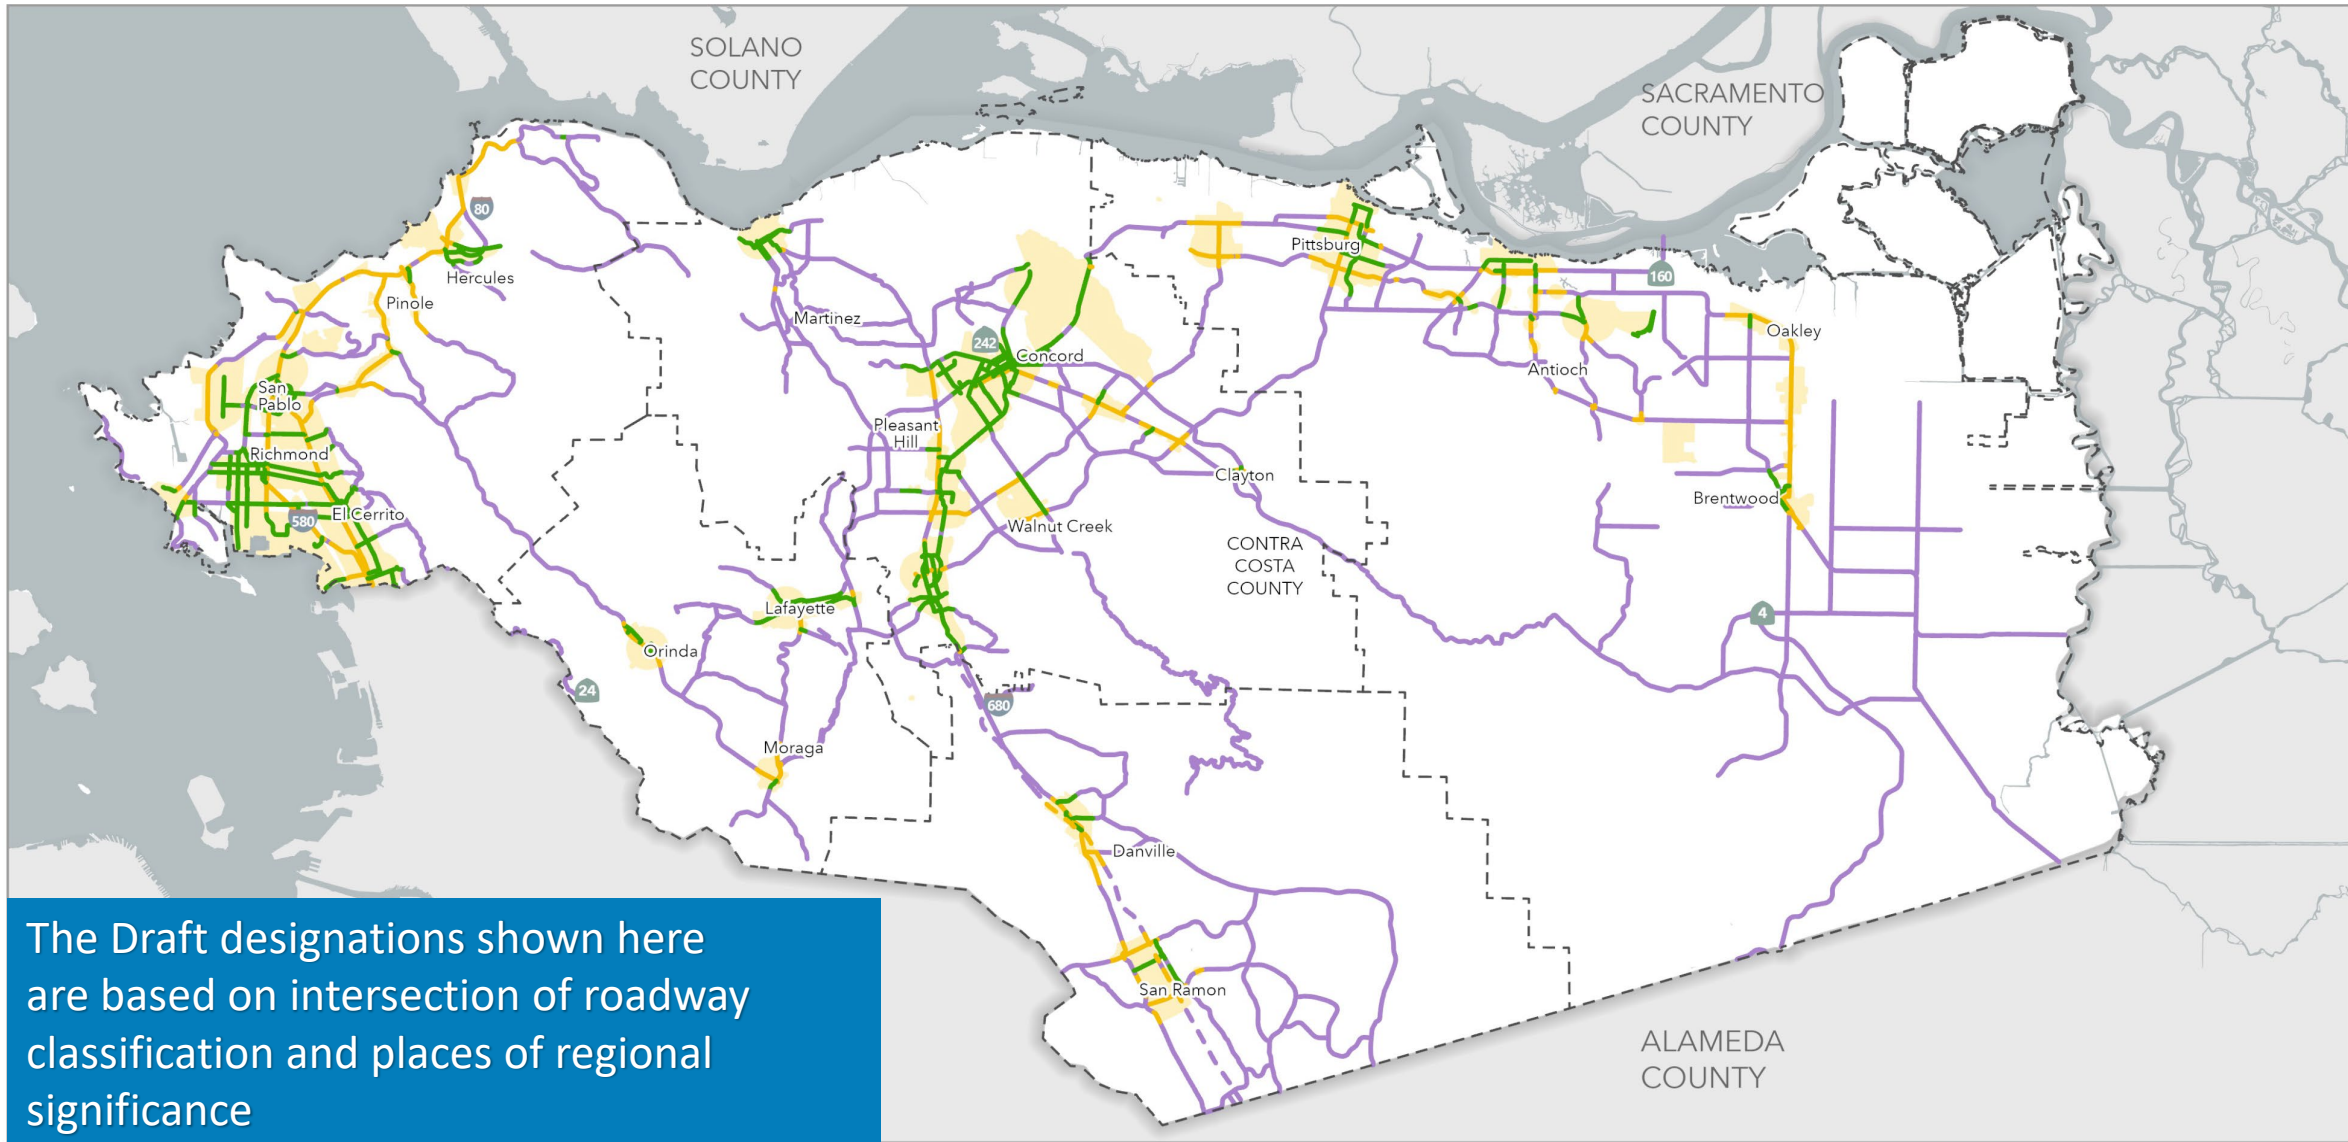 SOLANO
COUNTY
SACRAMENTO
COUNTY
80
Hercules
Pinole
Pittsburg
160
Martinez
Oakley
242
Concord
Antioch
San
Pablo
Pleasant
Hill
Richmond
Clayton
Brentwood
580
El Cerrito
Walnut Creek
CONTRA
COSTA
COUNTY
Lafayette
4
Orinda
24
680
Moraga
Danville
San Ramon
ALAMEDA
COUNTY
The Draft designations shown here
are based on intersection of roadway
classification and places of regional
significance